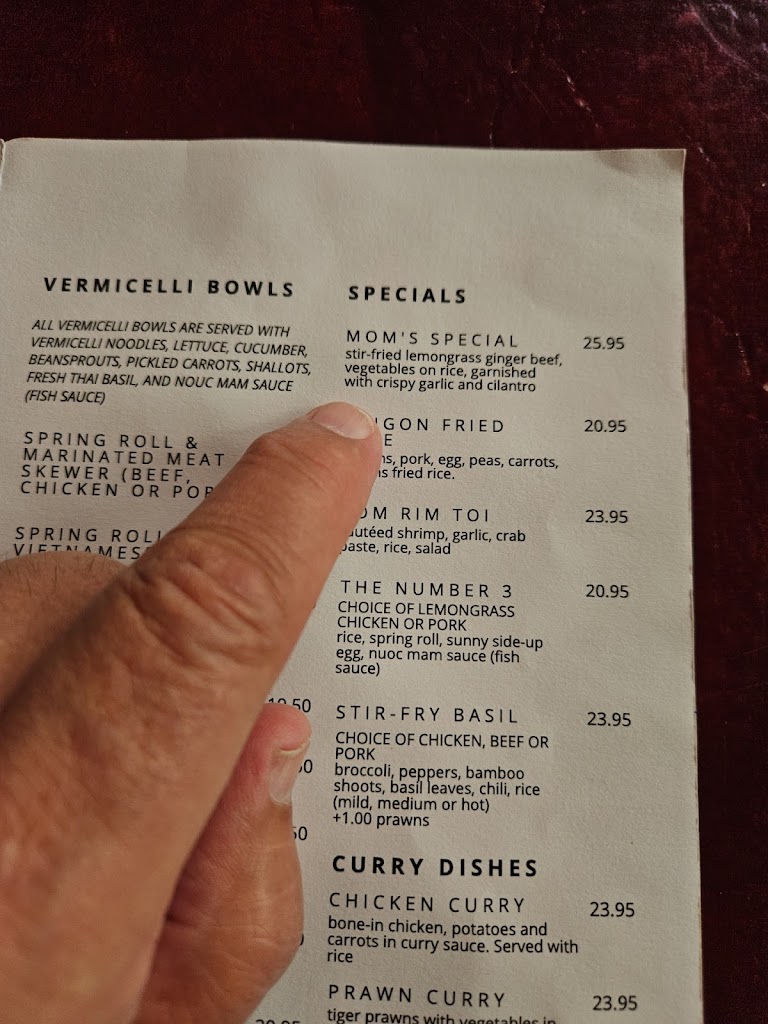 VERMICELLI BOWLS
ALL VERMICELLI BOWLS ARE SERVED WITH
VERMICELLI NOODLES, LETTUCE, CUCUMBER,
BEANSPROUTS, PICKLED CARROTS, SHALLOTS,
FRESH THAI BASIL, AND NOUC MAM SAUCE
(FISH SAUCE)
SPRING ROLL &
MARINATED MEAT
SKEWER (BEEF,
CHICKEN OR
SPRING
SPECIALS
MOM'S SPECIAL 25.95
stir-fried lemongrass ginger beef,
vegetables on rice, garnished
with crispy garlic and cilantro
FRIED 20.95
pork, egg, peas, carrots,
fried rice.
RIM TOI 23.95
shrimp, garlic, crab
paste, rice, salad
THE NUMBER 3 20.95
CHOICE OF LEMONGRASS
CHICKEN OR PORK
rice, spring roll, sunny side-up
egg, nuoc mam sauce (fish
sauce)
STIR-FRY BASIL 23.95
CHOICE OF CHICKEN, BEEF OR
PORK
broccoli, peppers, bamboo
shoots, basil leaves, chili, rice
(mild, medium or hot)
+1.00 prawns
CURRY DISHES
CHICKEN CURRY 23.95
bone-in chicken, potatoes and
carrots in curry sauce. Served with
rice
PRAWN CURRY 23.95
tiger prawns with vegetables in